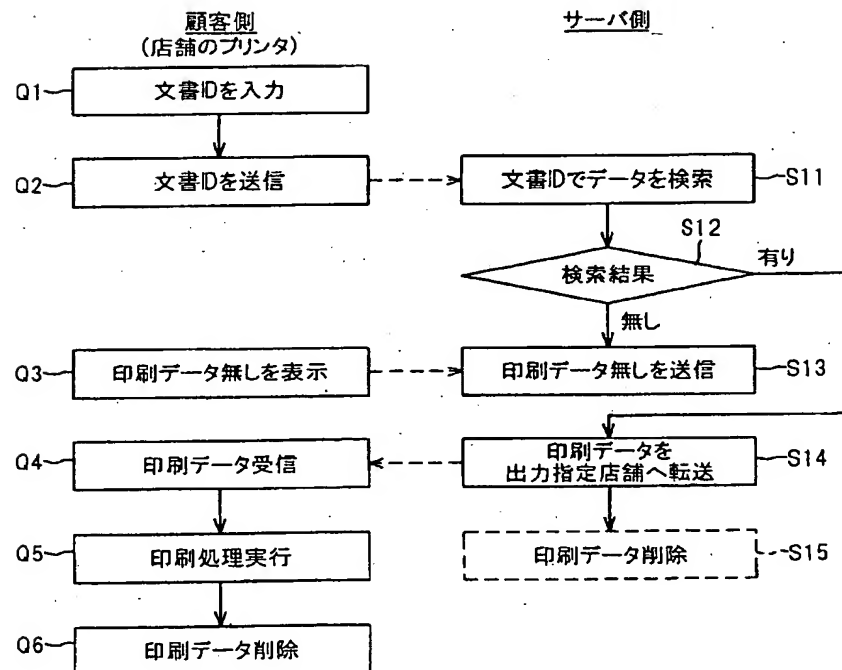 顧客側
(店舗のプリンタ)
サーバ側
Q1
文書IDを入力
Q2
文書IDを送信
文書IDでデータを検索
S11
S12
検索結果
有り
無し
Q3
印刷データ無しを表示
印刷データ無しを送信
S13
Q4
印刷データ受信
印刷データを
出力指定店舗へ転送
S14
Q5
印刷処理実行
印刷データ削除
S15
Q6
印刷データ削除